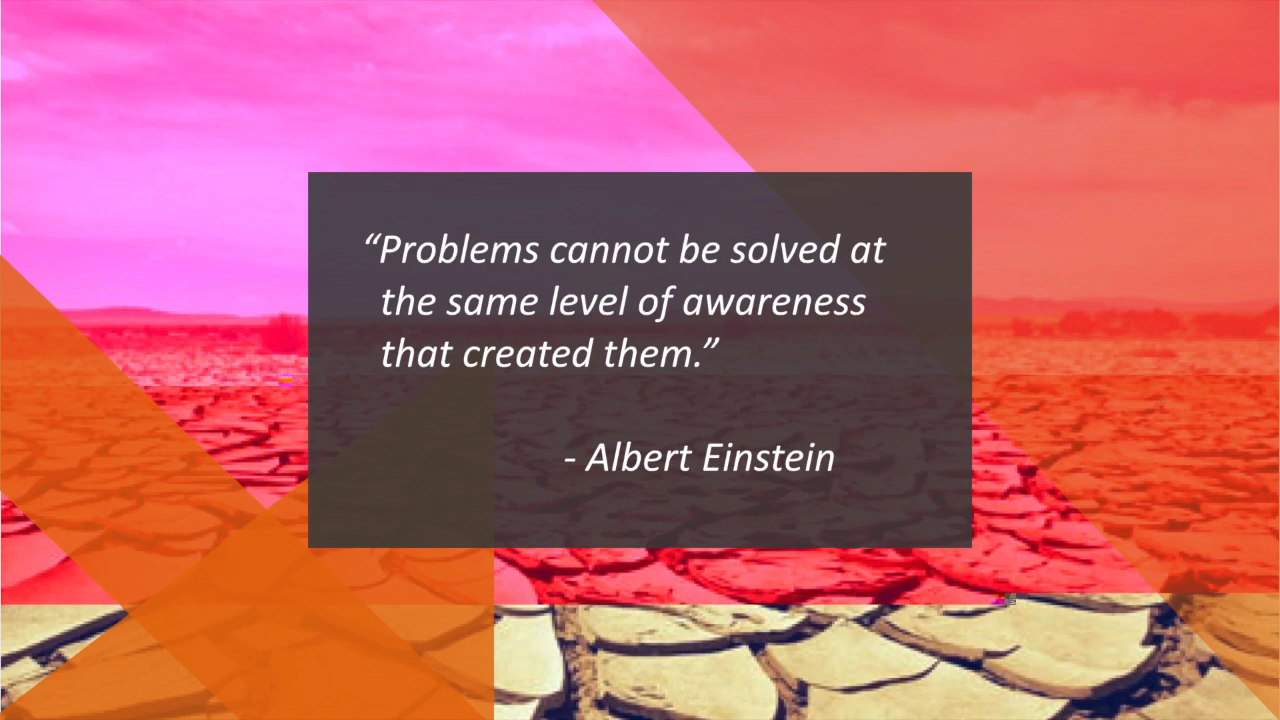 “Problems cannot be solved at
the same level of awareness
that created them.”
- Albert Einstein